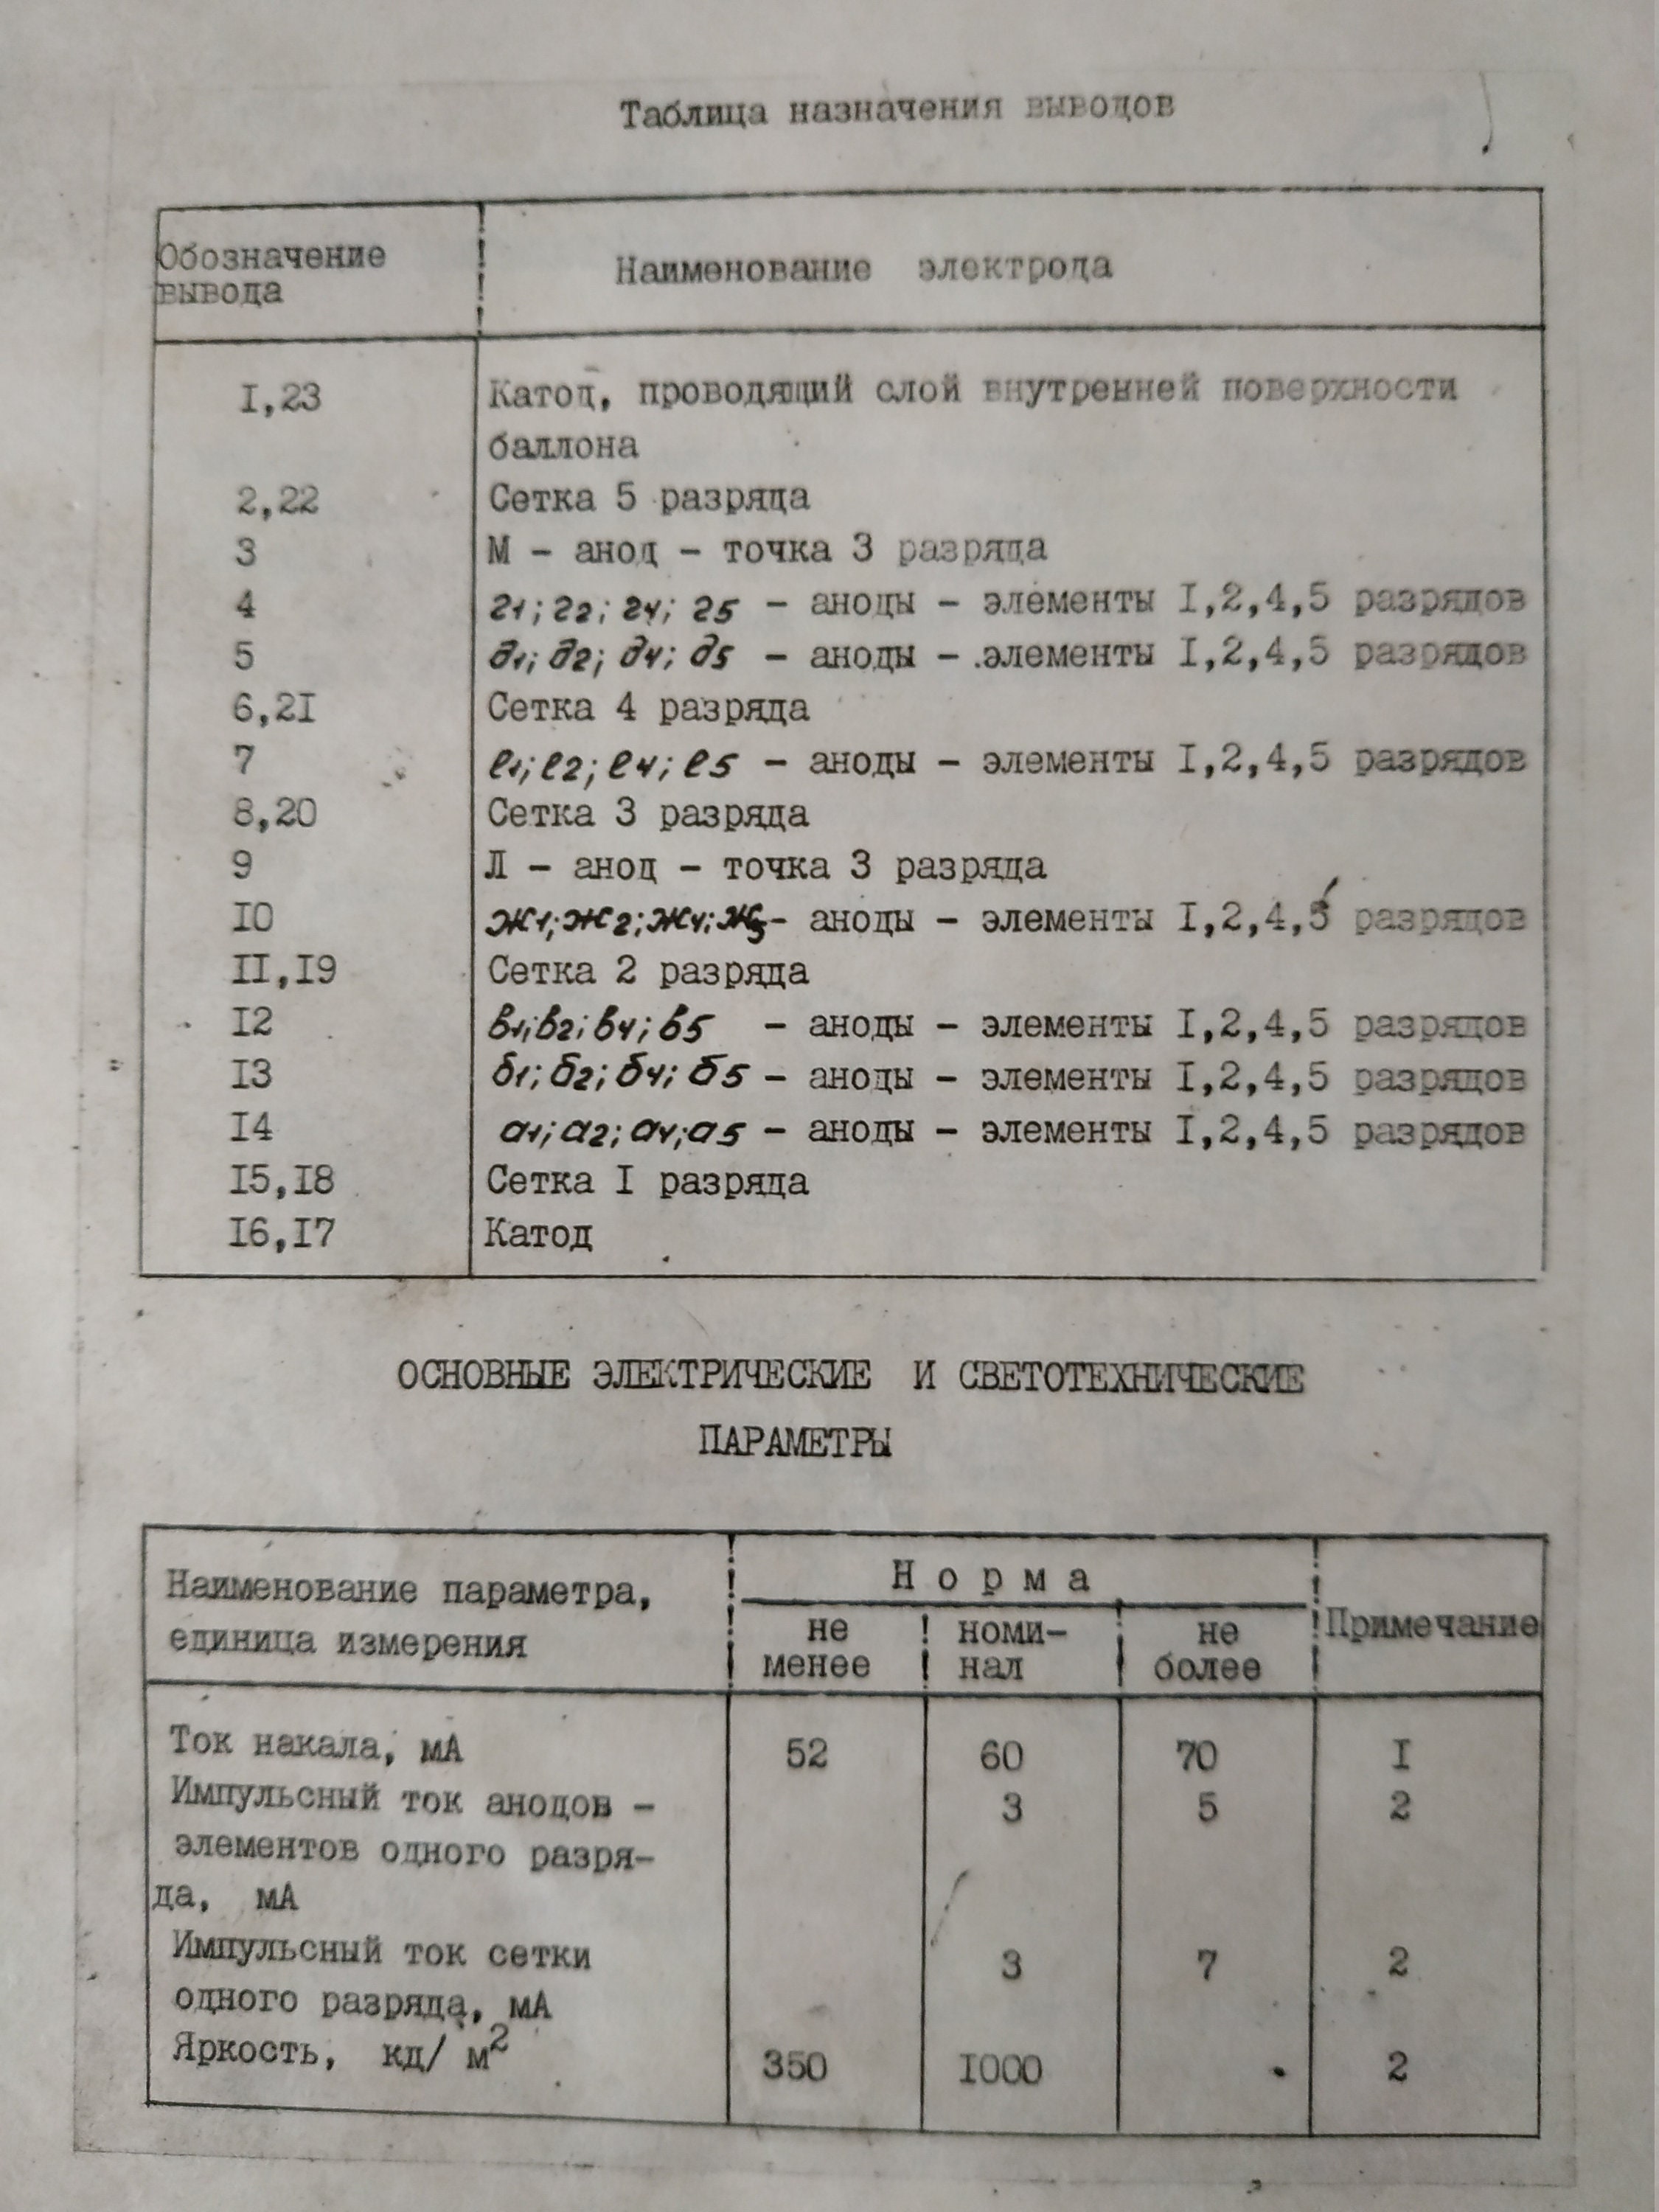 Таблица назначения выводов
Обозначение вывода
Наименование электрода
I,23 Катод, проводящий слой внутренней поверхности
баллона
2,22 Сетка 5 разряда
3 М - анод - точка 3 разряда
4 г1; г2; г4; г5 - аноды - элементы I,2,4,5 разрядов
5 д1; д2; д4; д5 - аноды - элементы I,2,4,5 разрядов
6,2I Сетка 4 разряда
7 е1; е2; е4; е5 - аноды - элементы I,2,4,5 разрядов
8,20 Сетка 3 разряда
9 Л - анод - точка 3 разряда
I0 ж1; ж2; ж4; ж5 - аноды - элементы I,2,4,5 разрядов
II,I9 Сетка 2 разряда
I2 в1; в2; в4; в5 - аноды - элементы I,2,4,5 разрядов
I3 б1; б2; б4; б5 - аноды - элементы I,2,4,5 разрядов
I4 а1; а2; а4; а5 - аноды - элементы I,2,4,5 разрядов
I5,I8 Сетка I разряда
I6,I7 Катод
ОСНОВНЫЕ ЭЛЕКТРИЧЕСКИЕ И СВЕТОТЕХНИЧЕСКИЕ
ПАРАМЕТРЫ
Наименование параметра,
единица измерения
Норма
не менее
номи-нал
не более
Примечание
Ток накала, мА 52 60 70 I
Импульсный ток анодов - 3 5 2
элементов одного разря-
да, мА
Импульсный ток сетки 3 7 2
одного разряда, мА
Яркость, кд/ м² 350 I000 2